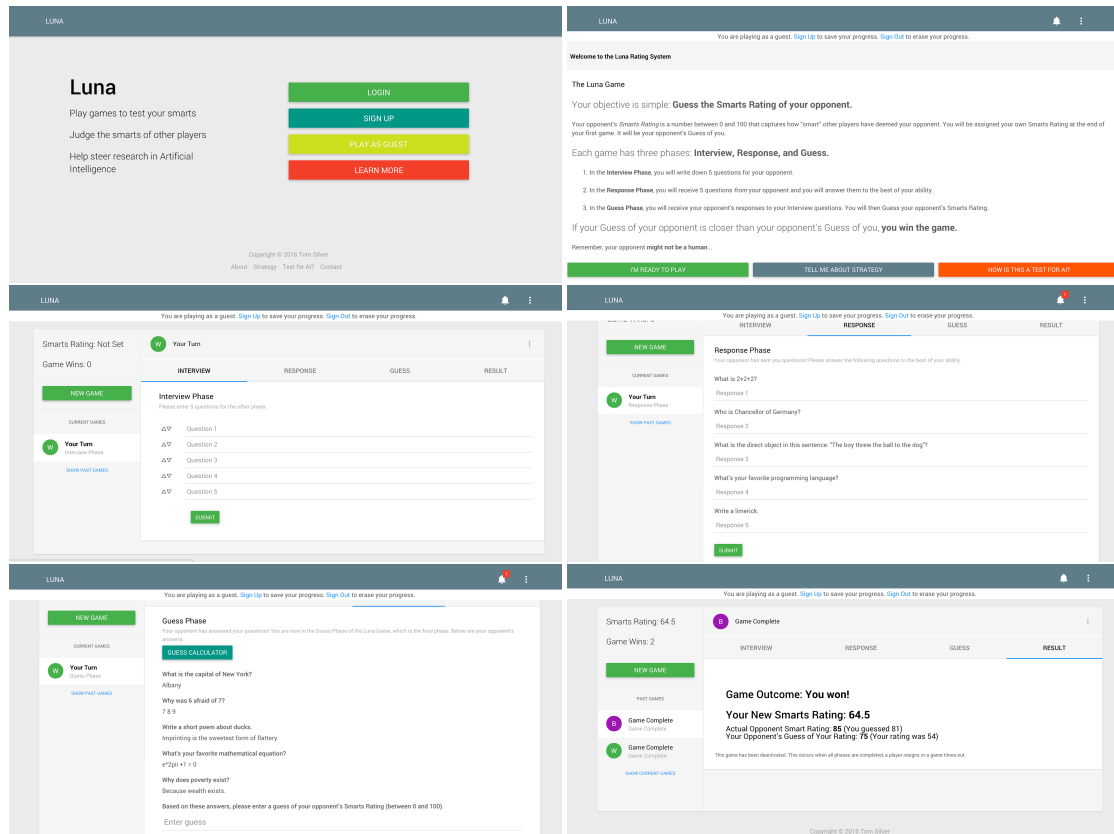 LUNA
Luna
Play games to test your smarts
Judge the smarts of other players
Help steer research in Artificial
Intelligence
LOGIN
SIGN UP
PLAY AS GUEST
LEARN MORE
Copyright © 2016 Tom Silver
About Strategy Test for AI? Contact
LUNA
You are playing as a guest. Sign Up to save your progress. Sign Out to erase your progress.
Welcome to the Luna Rating System
The Luna Game
Your objective is simple: Guess the Smarts Rating of your opponent.
Your opponent's Smarts Rating is a number between 0 and 100 that captures how "smart" other players have deemed your opponent. You will be assigned your own Smarts Rating at the end of
your first game. It will be your opponent's Guess of you.
Each game has three phases: Interview, Response, and Guess.
1. In the Interview Phase, you will write down 5 questions for your opponent.
2. In the Response Phase, you will receive 5 questions from your opponent and you will answer them to the best of your ability.
3. In the Guess Phase, you will receive your opponent's responses to your Interview questions. You will then Guess your opponent's Smarts Rating.
If your Guess of your opponent is closer than your opponent's Guess of you, you win the game.
Remember, your opponent might not be a human...
I'M READY TO PLAY
TELL ME ABOUT STRATEGY
HOW IS THIS A TEST FOR AI?
LUNA
You are playing as a guest. Sign Up to save your progress. Sign Out to erase your progress.
Smarts Rating: Not Set
Game Wins: 0
NEW GAME
CURRENT GAMES
W
Your Turn
Interview Phase
SHOW PAST GAMES
W Your Turn
INTERVIEW RESPONSE GUESS RESULT
Interview Phase
Please enter 5 questions for the other player.
Question 1
Question 2
Question 3
Question 4
Question 5
SUBMIT
LUNA
1
You are playing as a guest. Sign Up to save your progress. Sign Out to erase your progress.
NEW GAME
CURRENT GAMES
W
Your Turn
Response Phase
SHOW PAST GAMES
INTERVIEW RESPONSE GUESS RESULT
Response Phase
Your opponent has sent you questions! Please answer the following questions to the best of your ability.
What is 2+2+2?
Response 1
Who is Chancellor of Germany?
Response 2
What is the direct object in this sentence: "The boy threw the ball to the dog"?
Response 3
What's your favorite programming language?
Response 4
Write a limerick.
Response 5
SUBMIT
LUNA
1
You are playing as a guest. Sign Up to save your progress. Sign Out to erase your progress.
NEW GAME
CURRENT GAMES
W
Your Turn
Guess Phase
SHOW PAST GAMES
Guess Phase
Your opponent has answered your questions! You are now in the Guess Phase of the Luna Game, which is the final phase. Below are your opponent's
answers.
GUESS CALCULATOR
What is the capital of New York?
Albany
Why was 6 afraid of 7?
7 8 9
Write a short poem about ducks.
Imprinting is the sweetest form of flattery.
What's your favorite mathematical equation?
e^2pii +1 = 0
Why does poverty exist?
Because wealth exists.
Based on these answers, please enter a guess of your opponent's Smarts Rating (between 0 and 100).
Enter guess
LUNA
You are playing as a guest. Sign Up to save your progress. Sign Out to erase your progress.
Smarts Rating: 64.5
Game Wins: 2
NEW GAME
PAST GAMES
B
Game Complete
Game Complete
W
Game Complete
Game Complete
SHOW CURRENT GAMES
B Game Complete
INTERVIEW RESPONSE GUESS RESULT
Game Outcome: You won!
Your New Smarts Rating: 64.5
Actual Opponent Smart Rating: 85 (You guessed 81)
Your Opponent's Guess of Your Rating: 75 (Your rating was 54)
This game has been deactivated. This occurs when all phases are completed, a player resigns or a game times out.
Copyright © 2016 Tom Silver